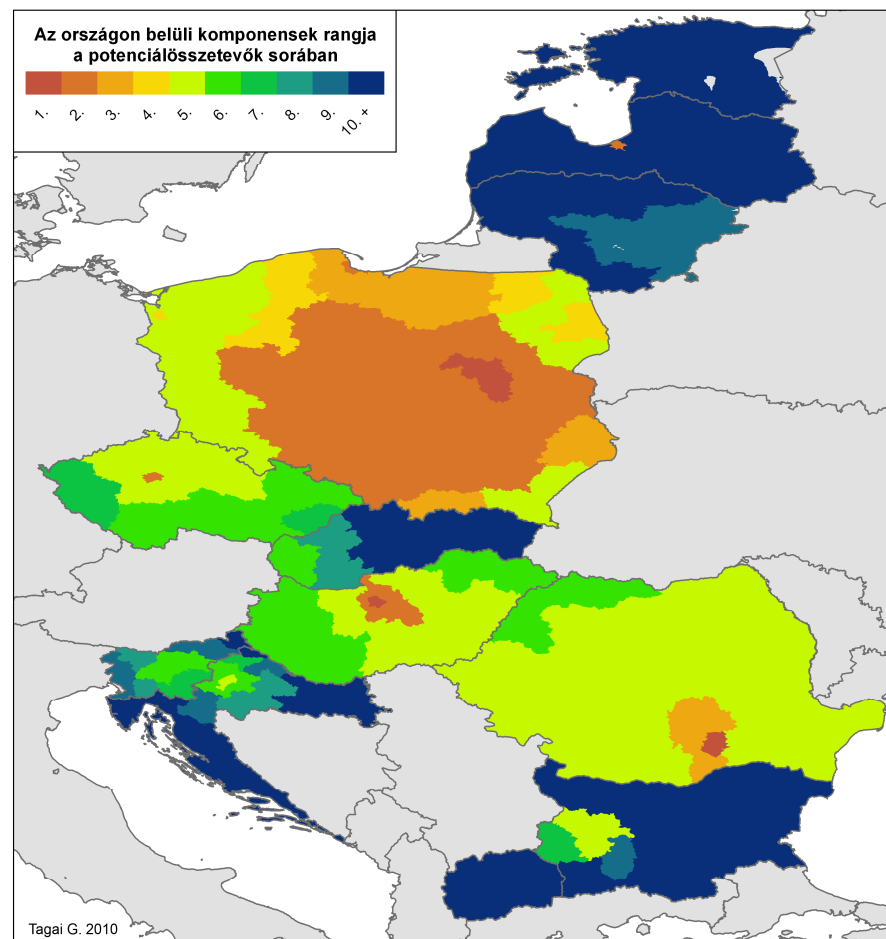 Az országon belüli komponensek rangja
a potenciálösszetevők sorában
1. 2. 3. 4. 5. 6. 7. 8. 9. 10. +
Tagai G. 2010